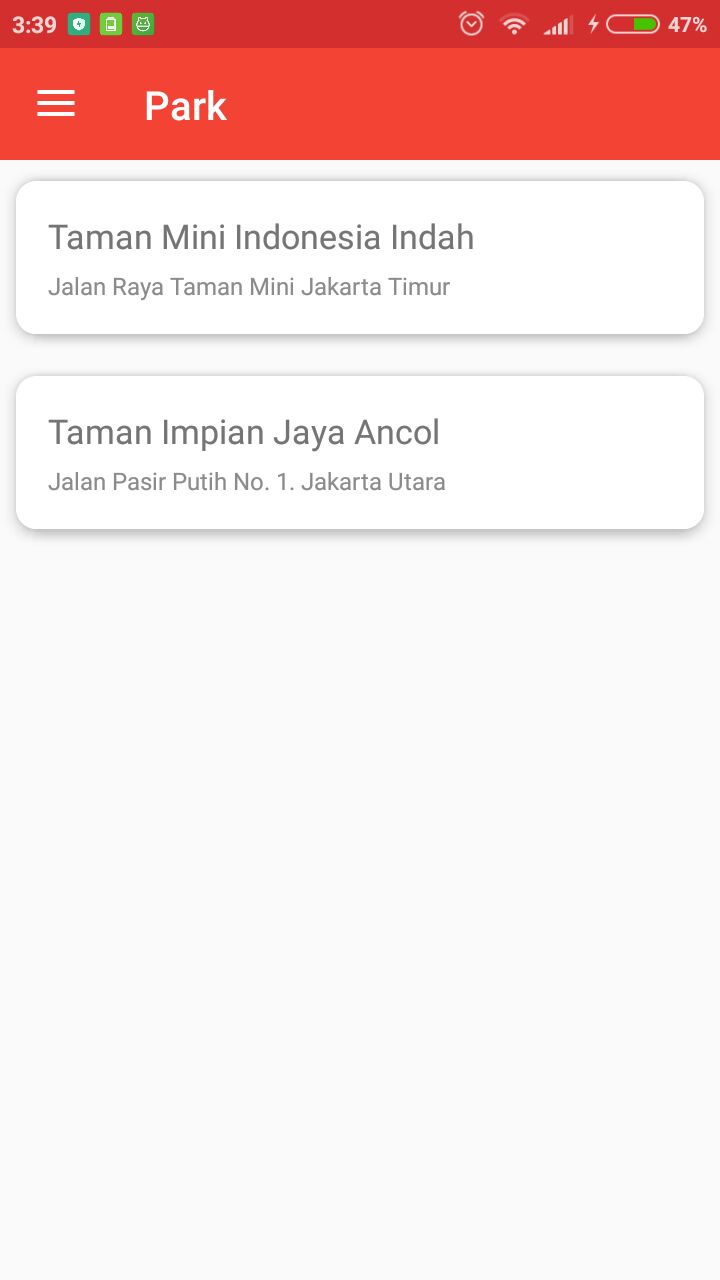 3:39
47%
Park
Taman Mini Indonesia Indah
Jalan Raya Taman Mini Jakarta Timur
Taman Impian Jaya Ancol
Jalan Pasir Putih No. 1. Jakarta Utara